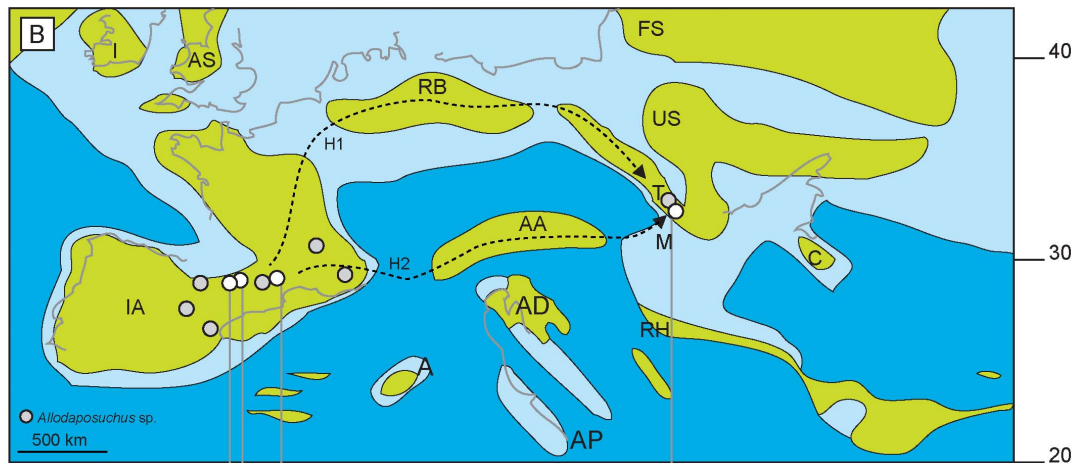 B
I
AS
FS
40
RB
US
H1
T
AA
M
30
H2
C
IA
AD
RH
A
Allodaposuchus sp.
500 km
AP
20